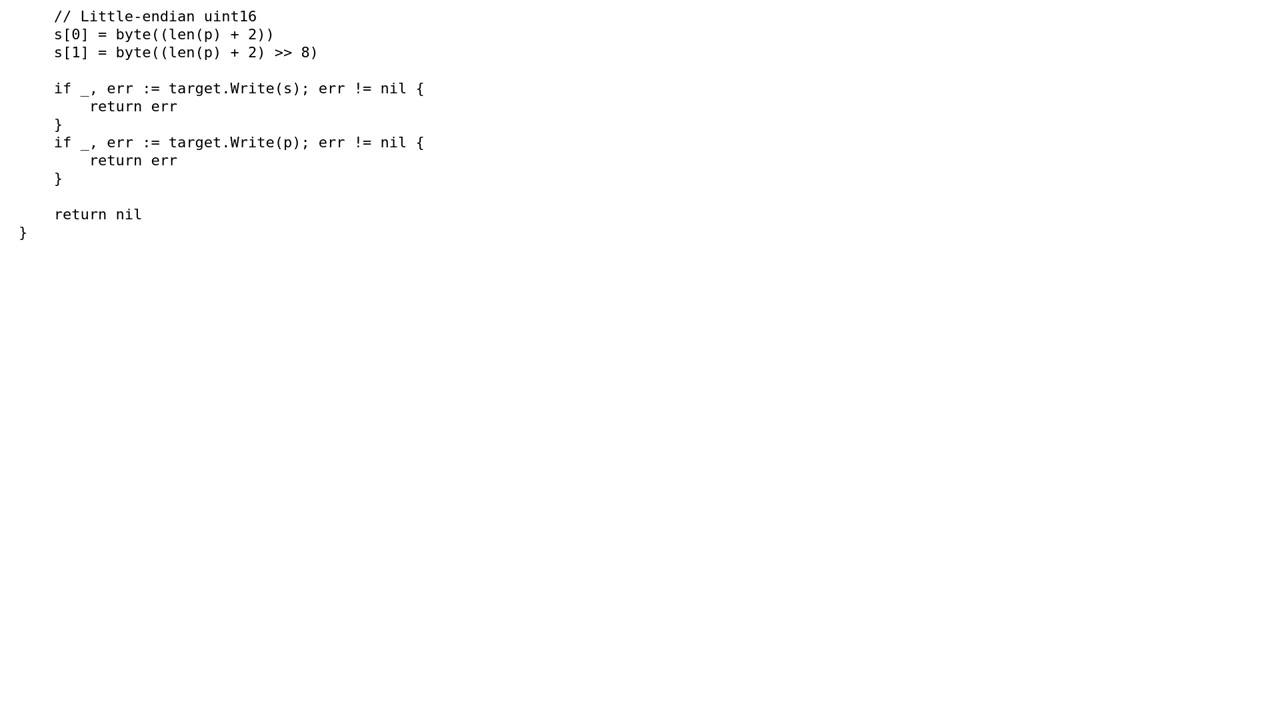 // Little-endian uint16
    s[0] = byte((len(p) + 2))
    s[1] = byte((len(p) + 2) >> 8)

    if _, err := target.Write(s); err != nil {
        return err
    }
    if _, err := target.Write(p); err != nil {
        return err
    }

    return nil
}